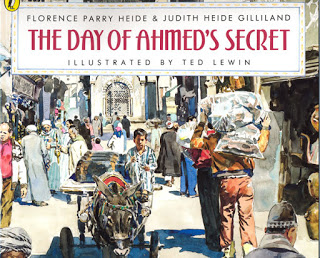 FLORENCE PARRY HEIDE & JUDITH HEIDE GILLILAND
THE DAY OF AHMED'S SECRET
ILLUSTRATED BY TED LEWIN